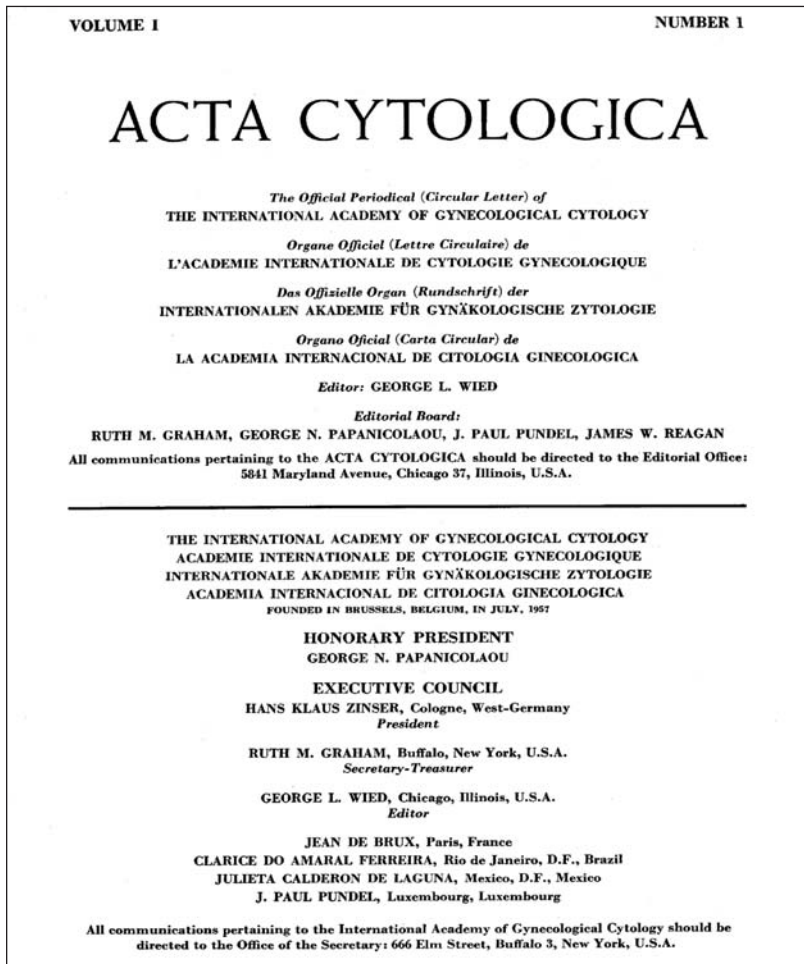 VOLUME I
NUMBER 1
ACTA CYTOLOGICA
The Official Periodical (Circular Letter) of
THE INTERNATIONAL ACADEMY OF GYNECOLOGICAL CYTOLOGY
Organe Officiel (Lettre Circulaire) de
L'ACADEMIE INTERNATIONALE DE CYTOLOGIE GYNECOLOGIQUE
Das Offizielle Organ (Rundschrift) der
INTERNATIONALEN AKADEMIE FÜR GYNÄKOLOGISCHE ZYTOLOGIE
Organo Oficial (Carta Circular) de
LA ACADEMIA INTERNACIONAL DE CITOLOGIA GINECOLOGICA
Editor: GEORGE L. WIED
Editorial Board:
RUTH M. GRAHAM, GEORGE N. PAPANICOLAOU, J. PAUL PUNDEL, JAMES W. REAGAN
All communications pertaining to the ACTA CYTOLOGICA should be directed to the Editorial Office:
5841 Maryland Avenue, Chicago 37, Illinois, U.S.A.
THE INTERNATIONAL ACADEMY OF GYNECOLOGICAL CYTOLOGY
ACADEMIE INTERNATIONALE DE CYTOLOGIE GYNECOLOGIQUE
INTERNATIONALE AKADEMIE FÜR GYNÄKOLOGISCHE ZYTOLOGIE
ACADEMIA INTERNACIONAL DE CITOLOGIA GINECOLOGICA
FOUNDED IN BRUSSELS, BELGIUM, IN JULY, 1957
HONORARY PRESIDENT
GEORGE N. PAPANICOLAOU
EXECUTIVE COUNCIL
HANS KLAUS ZINSER, Cologne, West-Germany
President
RUTH M. GRAHAM, Buffalo, New York, U.S.A.
Secretary-Treasurer
GEORGE L. WIED, Chicago, Illinois, U.S.A.
Editor
JEAN DE BRUX, Paris, France
CLARICE DO AMARAL FERREIRA, Rio de Janeiro, D.F., Brazil
JULIETA CALDERON DE LAGUNA, Mexico, D.F., Mexico
J. PAUL PUNDEL, Luxembourg, Luxembourg
All communications pertaining to the International Academy of Gynecological Cytology should be
directed to the Office of the Secretary: 666 Elm Street, Buffalo 3, New York, U.S.A.